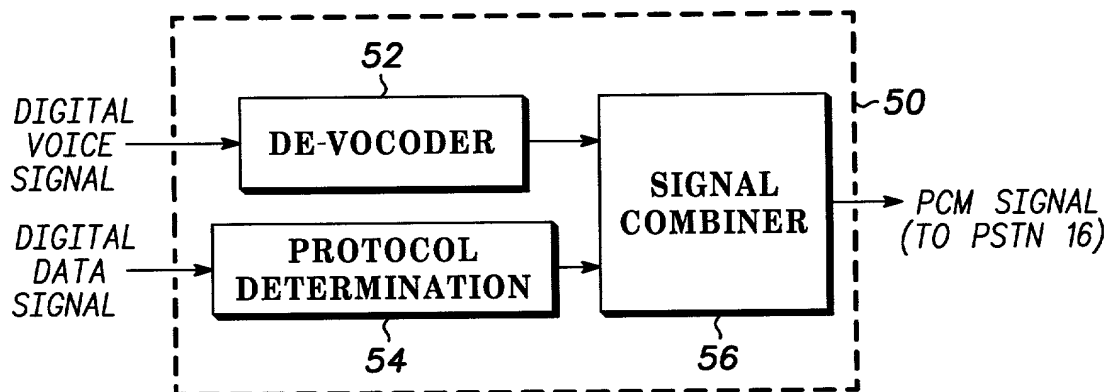 52
DIGITAL
VOICE
SIGNAL
DE-VOCODER
50
SIGNAL
COMBINER
PCM SIGNAL
(TO PSTN 16)
DIGITAL
DATA
SIGNAL
PROTOCOL
DETERMINATION
54
56